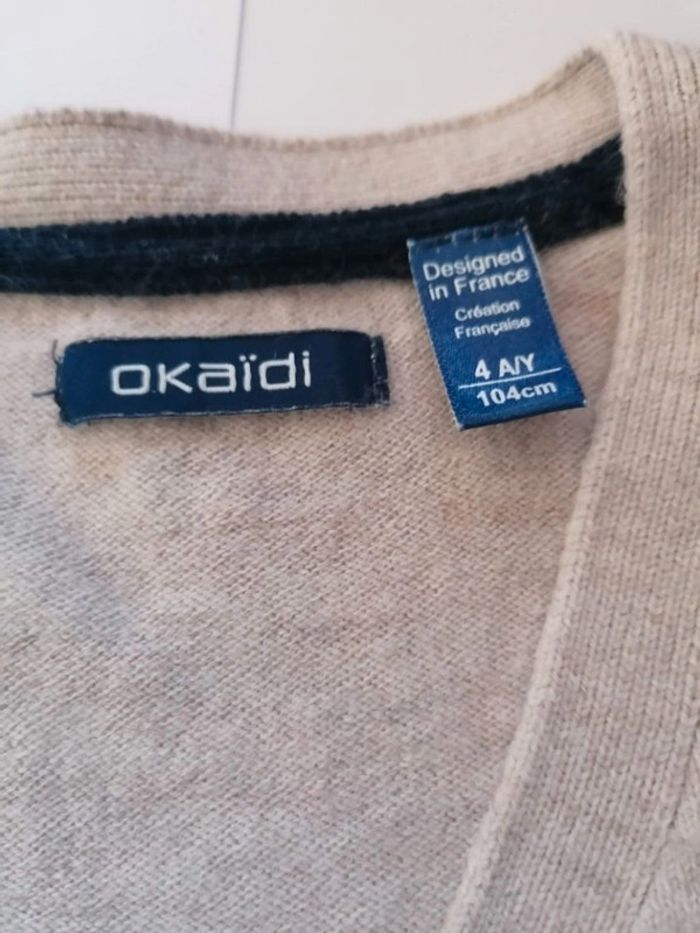 okaïdi
Designed
in France
Création
Française
4 A/Y
104cm